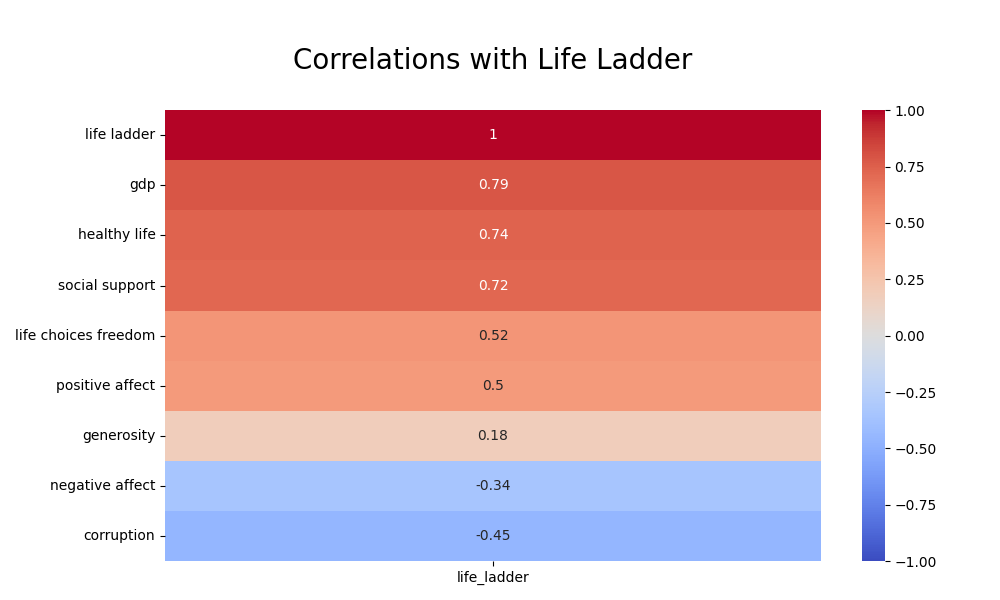 Correlations with Life Ladder
life ladder
1
gdp
0.79
healthy life
0.74
social support
0.72
life choices freedom
0.52
positive affect
0.5
generosity
0.18
negative affect
-0.34
corruption
-0.45
life_ladder
1.00
0.75
0.50
0.25
0.00
−0.25
−0.50
−0.75
−1.00